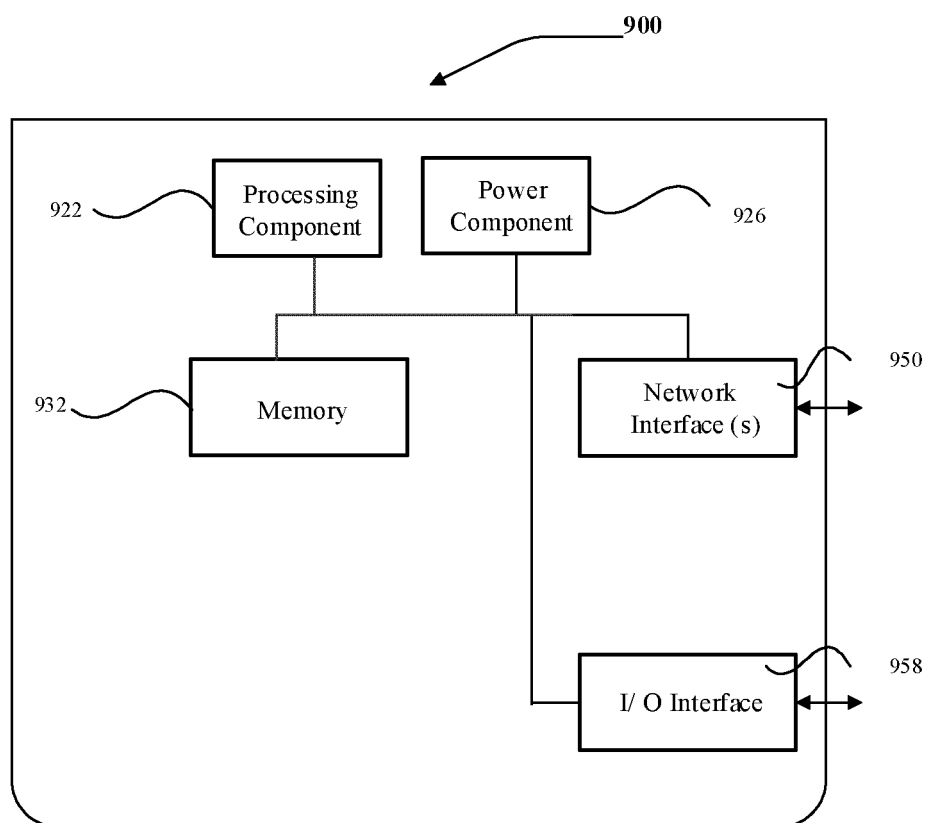 900
Processing
Component
922
Power
Component
926
932
Memory
Network
Interface (s)
950
I/ O Interface
958